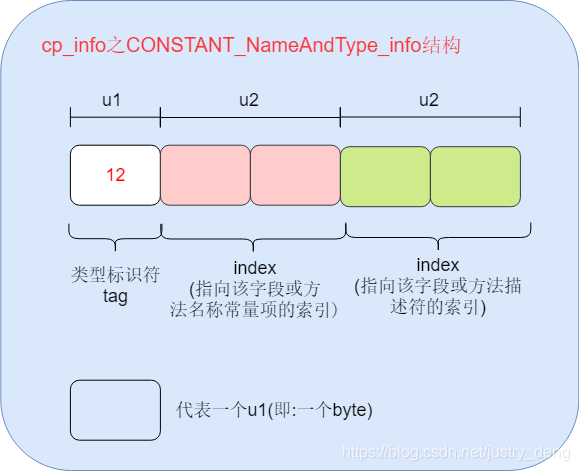 cp_info之CONSTANT_NameAndType_info结构
u1
u2
u2
12
类型标识符
tag
index
(指向该字段或方
法名称常量项的索引)
index
(指向该字段或方法描
述符的索引)
代表一个u1(即:一个byte)
https://blog.csdn.net/justry_deng